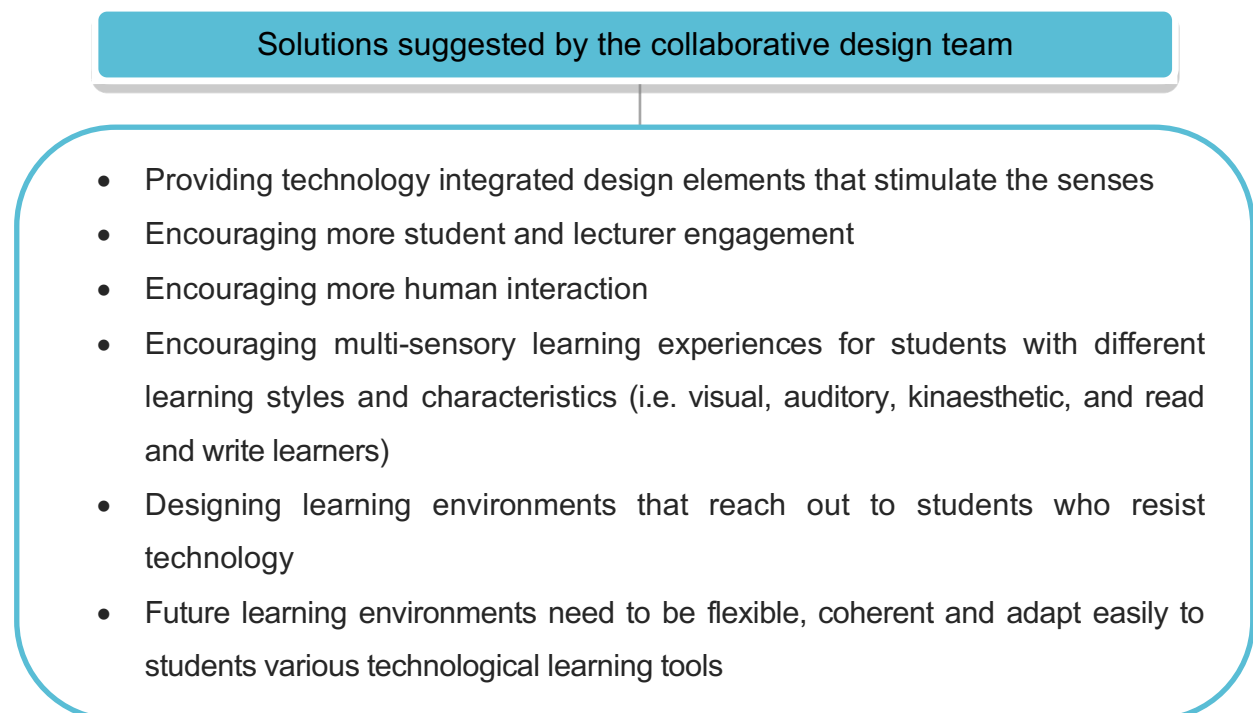 Solutions suggested by the collaborative design team
• Providing technology integrated design elements that stimulate the senses
• Encouraging more student and lecturer engagement
• Encouraging more human interaction
• Encouraging multi-sensory learning experiences for students with different
learning styles and characteristics (i.e. visual, auditory, kinaesthetic, and read
and write learners)
• Designing learning environments that reach out to students who resist
technology
• Future learning environments need to be flexible, coherent and adapt easily to
students various technological learning tools